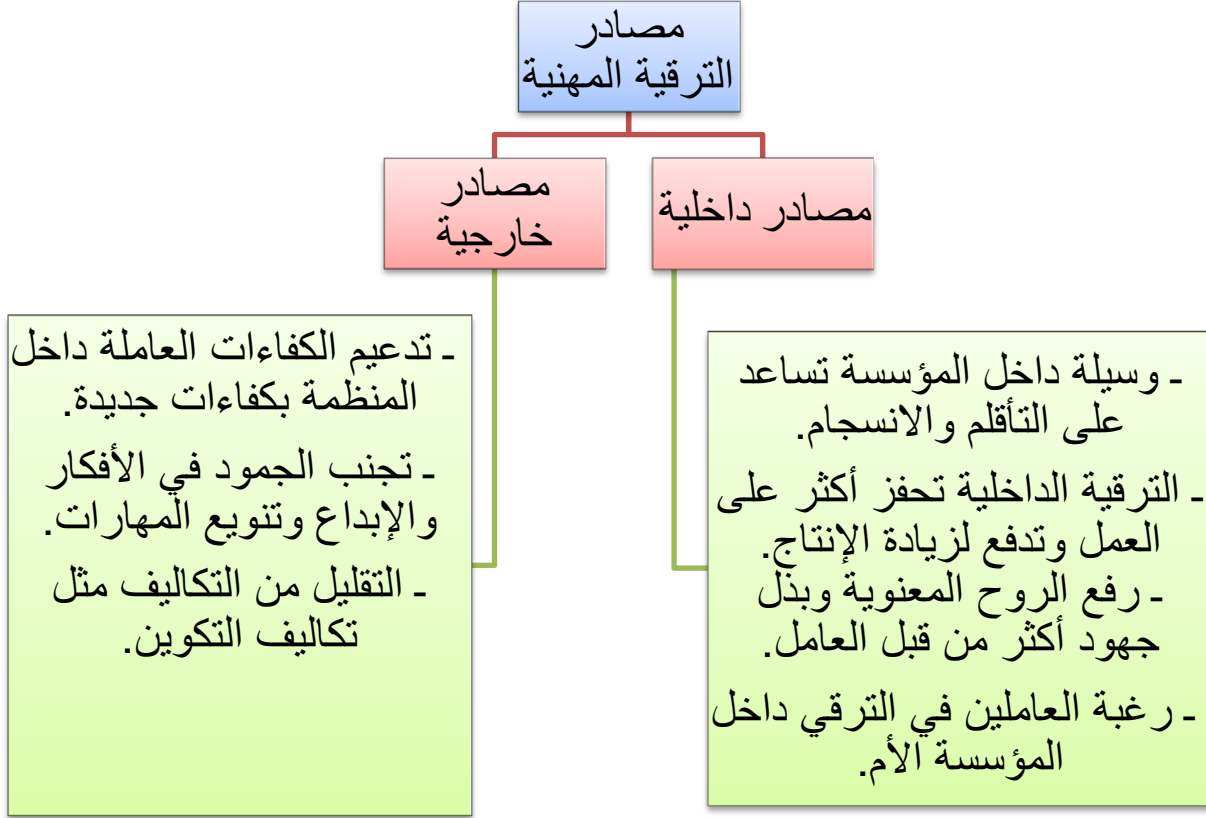 مصادر
الترقية المهنية
مصادر داخلية
مصادر
خارجية
ـ وسيلة داخل المؤسسة تساعد
على التأقلم والانسجام.
ـ الترقية الداخلية تحفز أكثر على
العمل وتدفع لزيادة الإنتاج.
ـ رفع الروح المعنوية وبذل
جهود أكثر من قبل العامل.
ـ رغبة العاملين في الترقي داخل
المؤسسة الأم.
ـ تدعيم الكفاءات العاملة داخل
المنظمة بكفاءات جديدة.
ـ تجنب الجمود في الأفكار
والإبداع وتنويع المهارات.
ـ التقليل من التكاليف مثل
تكاليف التكوين.